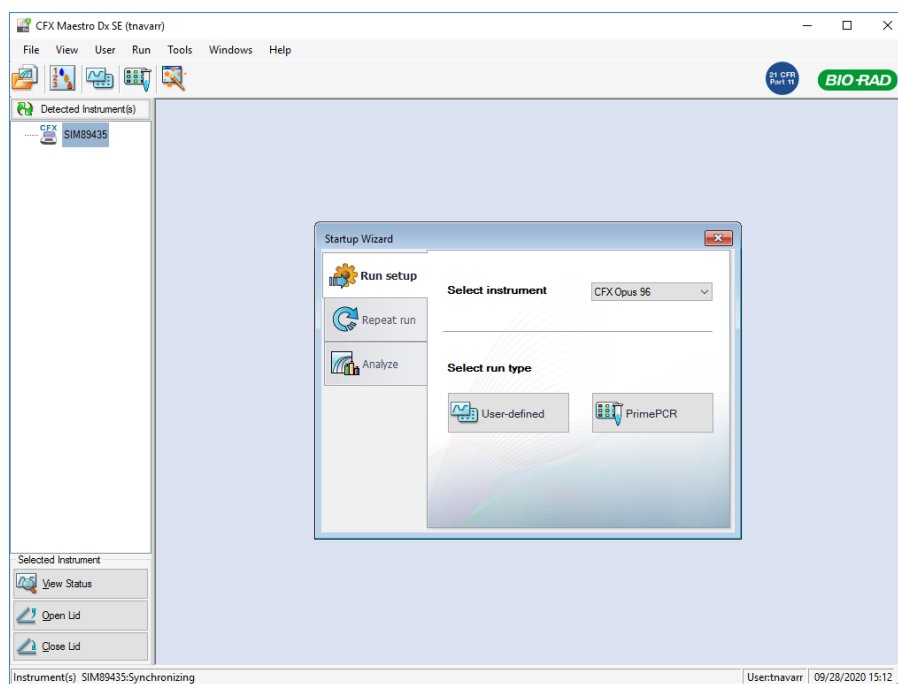 CFX Maestro Dx SE (tnavarr)
File View User Run Tools Windows Help
21 CFR
Part 11
BIO-RAD
Detected Instrument(s)
CFX
SIM89435
Startup Wizard
Run setup
Repeat run
Analyze
Select instrument
CFX Opus 96
Select run type
User-defined
PrimePCR
Selected Instrument
View Status
Open Lid
Close Lid
Instrument(s) SIM89435:Synchronizing
User:tnavarr
09/28/2020 15:12